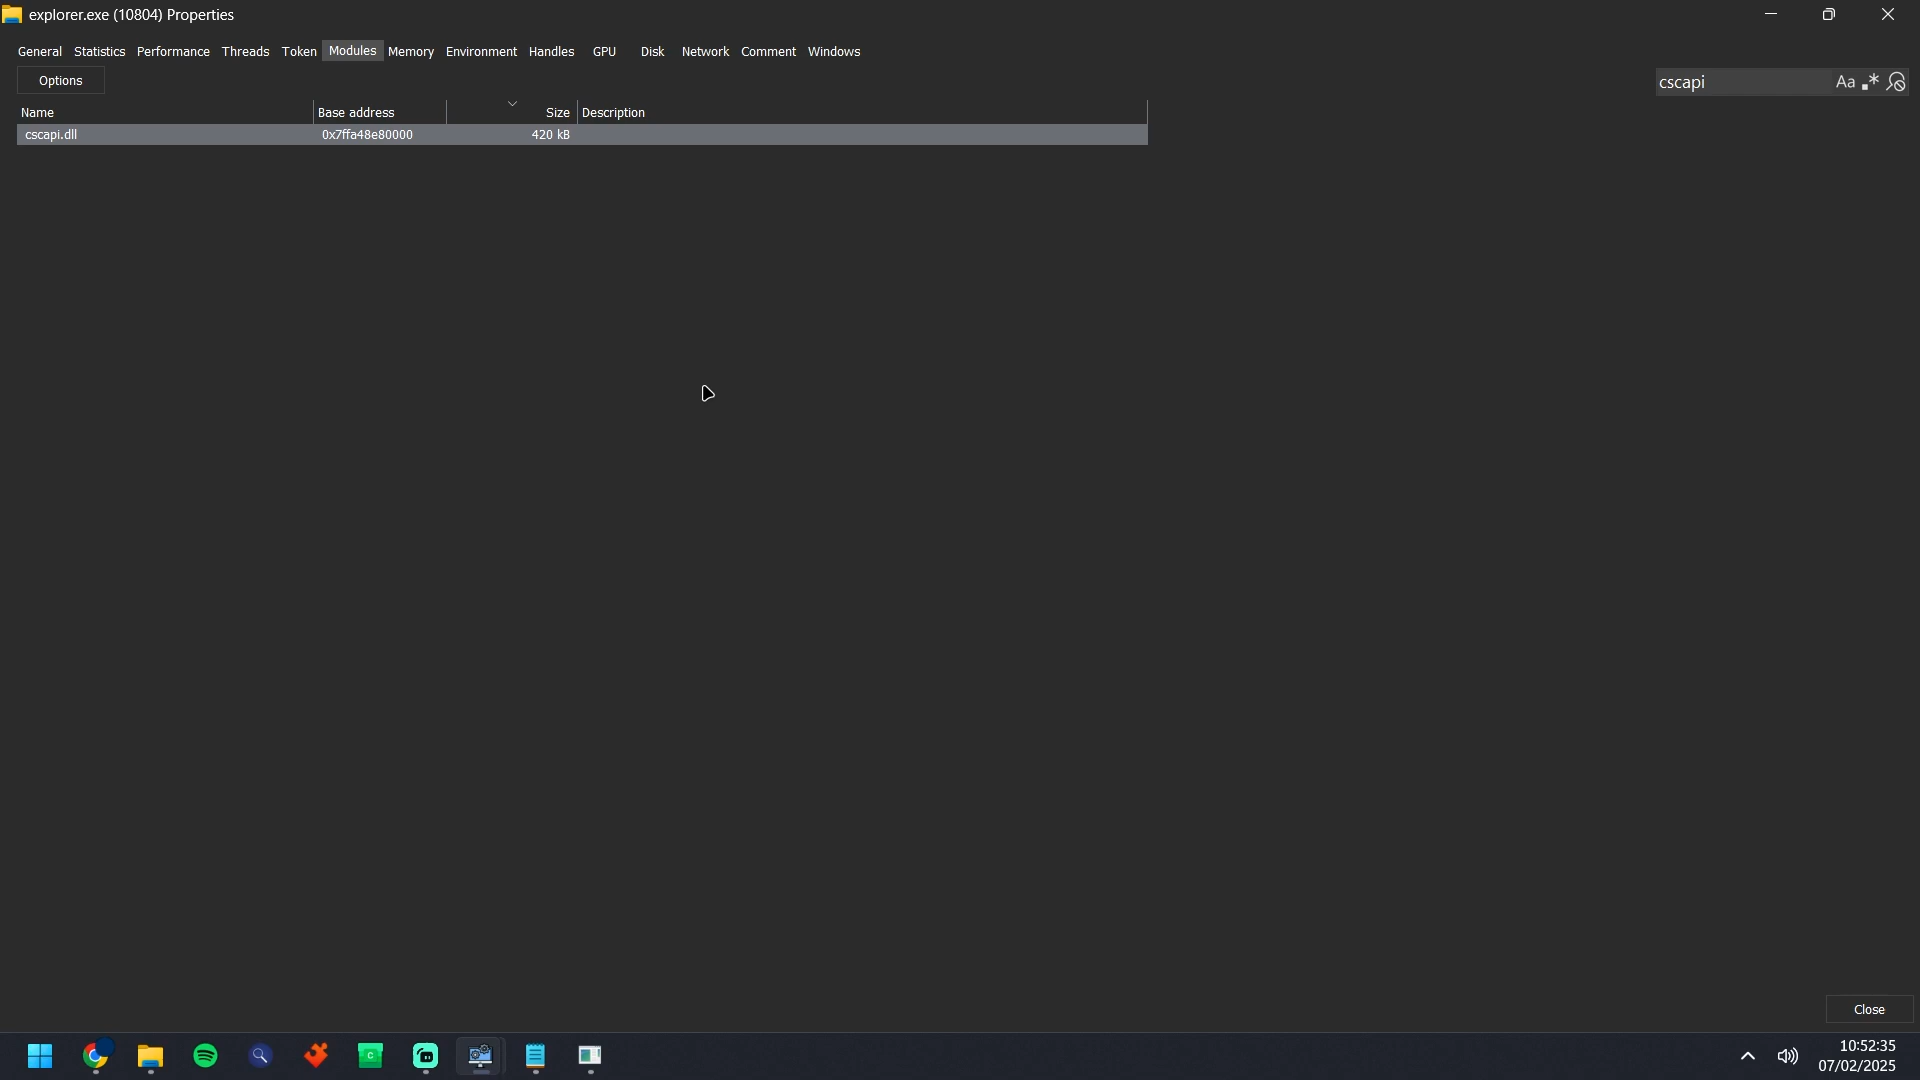 explorer.exe (10804) Properties
General Statistics Performance Threads Token Modules Memory Environment Handles GPU Disk Network Comment Windows
Options
cscapi Aa .*
Name Base address Size Description
cscapi.dll 0x7ffa48e80000 420 kB
Close
10:52:35
07/02/2025